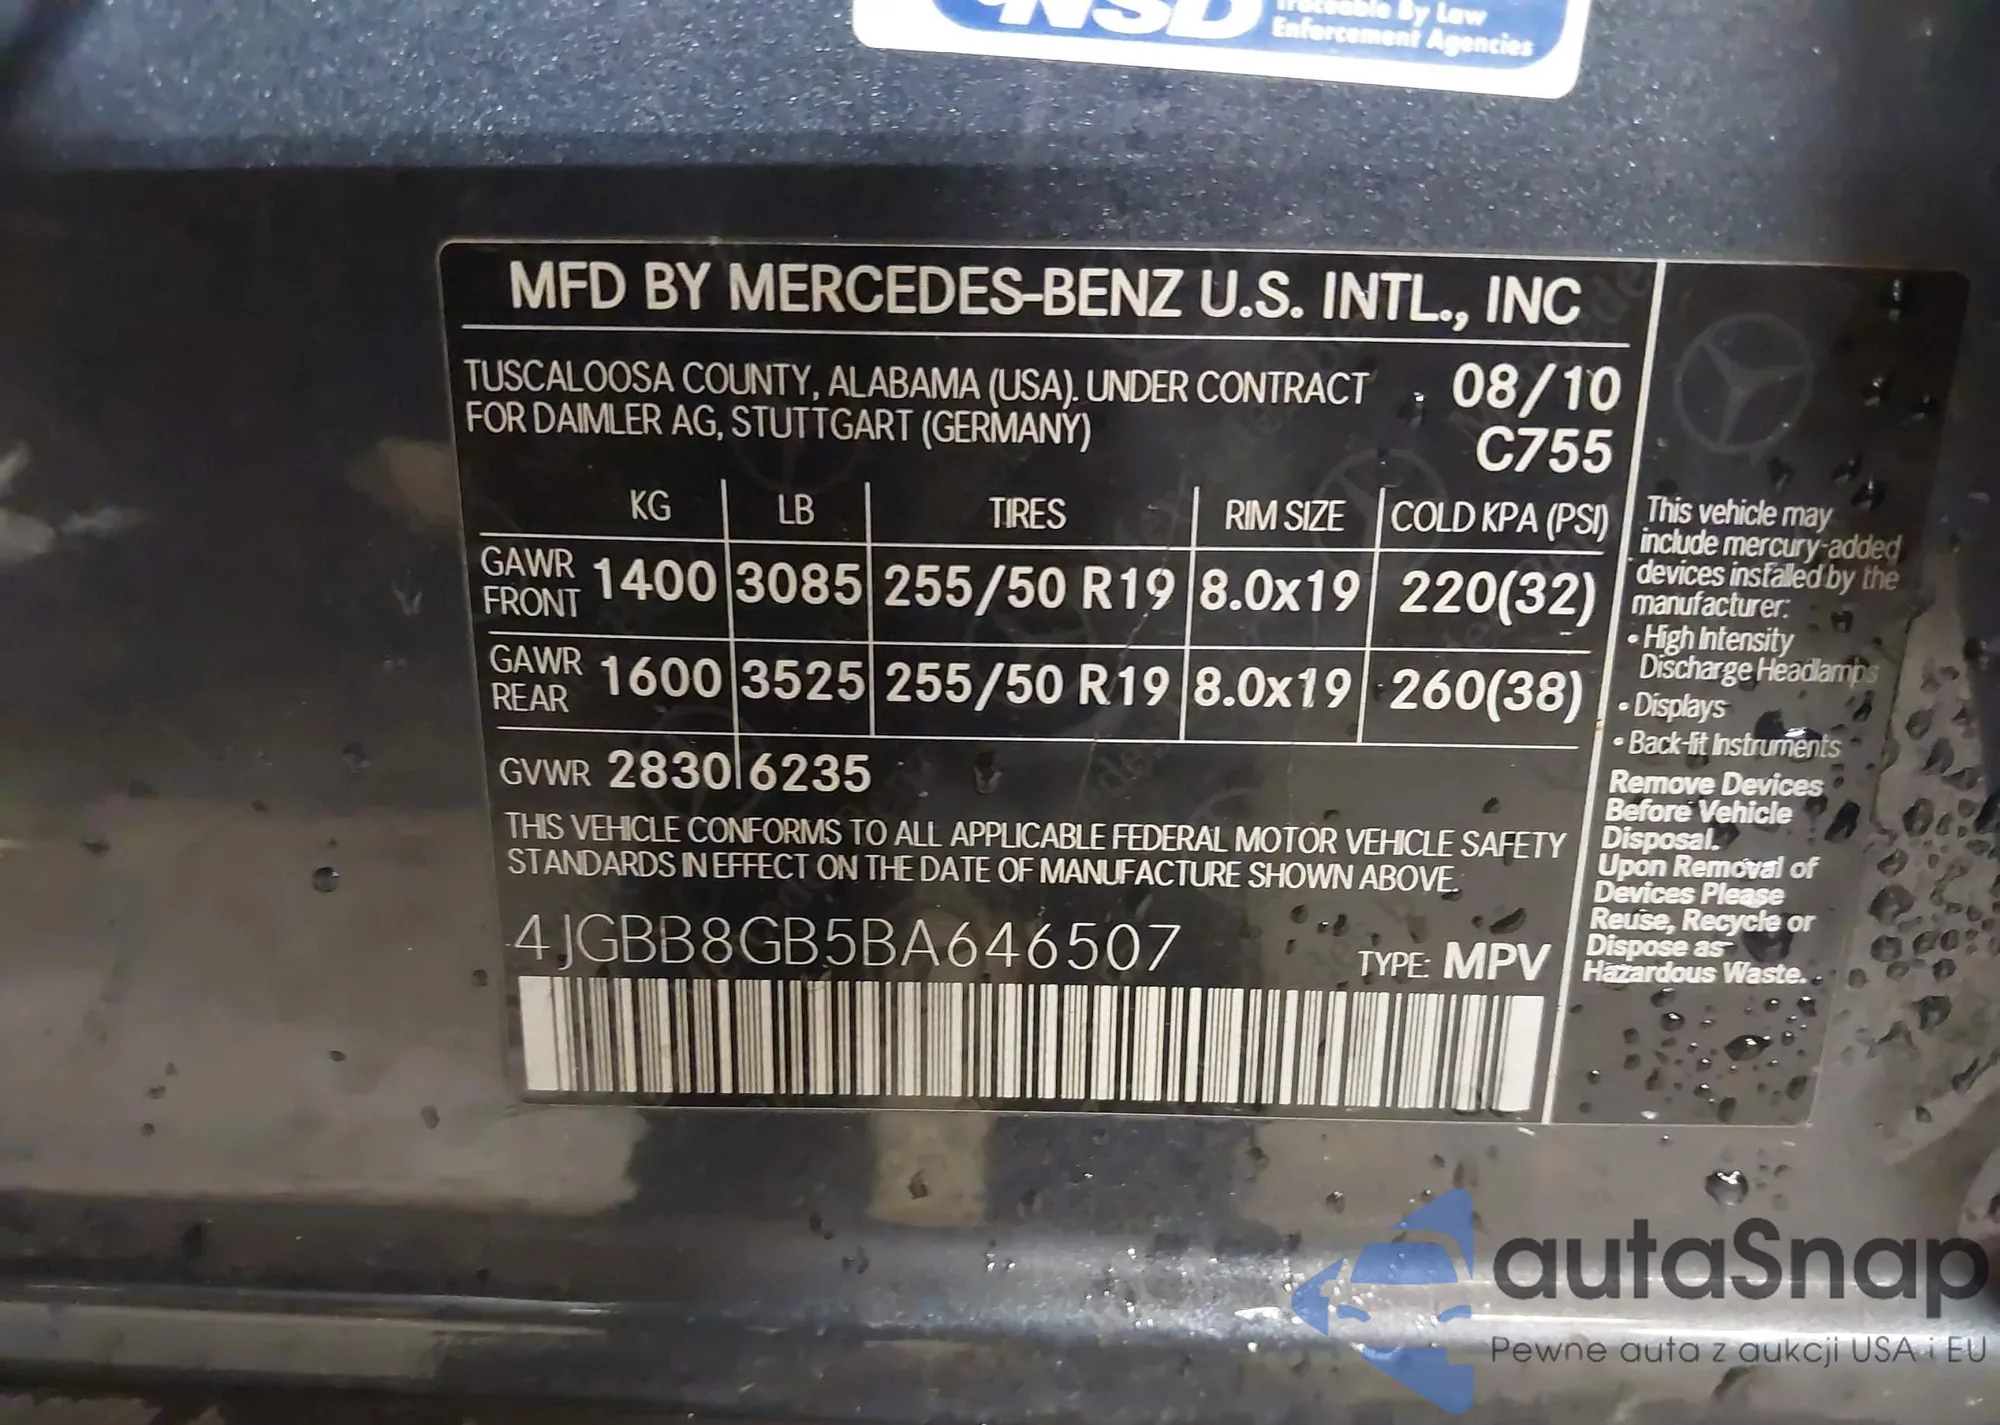 NSD Traceable By Law
Enforcement Agencies
MFD BY MERCEDES-BENZ U.S. INTL., INC
TUSCALOOSA COUNTY, ALABAMA (USA). UNDER CONTRACT
FOR DAIMLER AG, STUTTGART (GERMANY)
08/10
C755
KG LB TIRES RIM SIZE COLD KPA (PSI)
GAWR FRONT 1400 3085 255/50 R19 8.0x19 220(32)
GAWR REAR 1600 3525 255/50 R19 8.0x19 260(38)
GVWR 2830 6235
THIS VEHICLE CONFORMS TO ALL APPLICABLE FEDERAL MOTOR VEHICLE SAFETY
STANDARDS IN EFFECT ON THE DATE OF MANUFACTURE SHOWN ABOVE.
4JGBB8GB5BA646507
TYPE: MPV
This vehicle may
include mercury-added
devices installed by the
manufacturer:
• High Intensity
Discharge Headlamps
• Displays
• Back-lit Instruments
Remove Devices
Before Vehicle
Disposal.
Upon Removal of
Devices Please
Reuse, Recycle or
Dispose as
Hazardous Waste.
autaSnap
Pewne auta z aukcji USA i EU